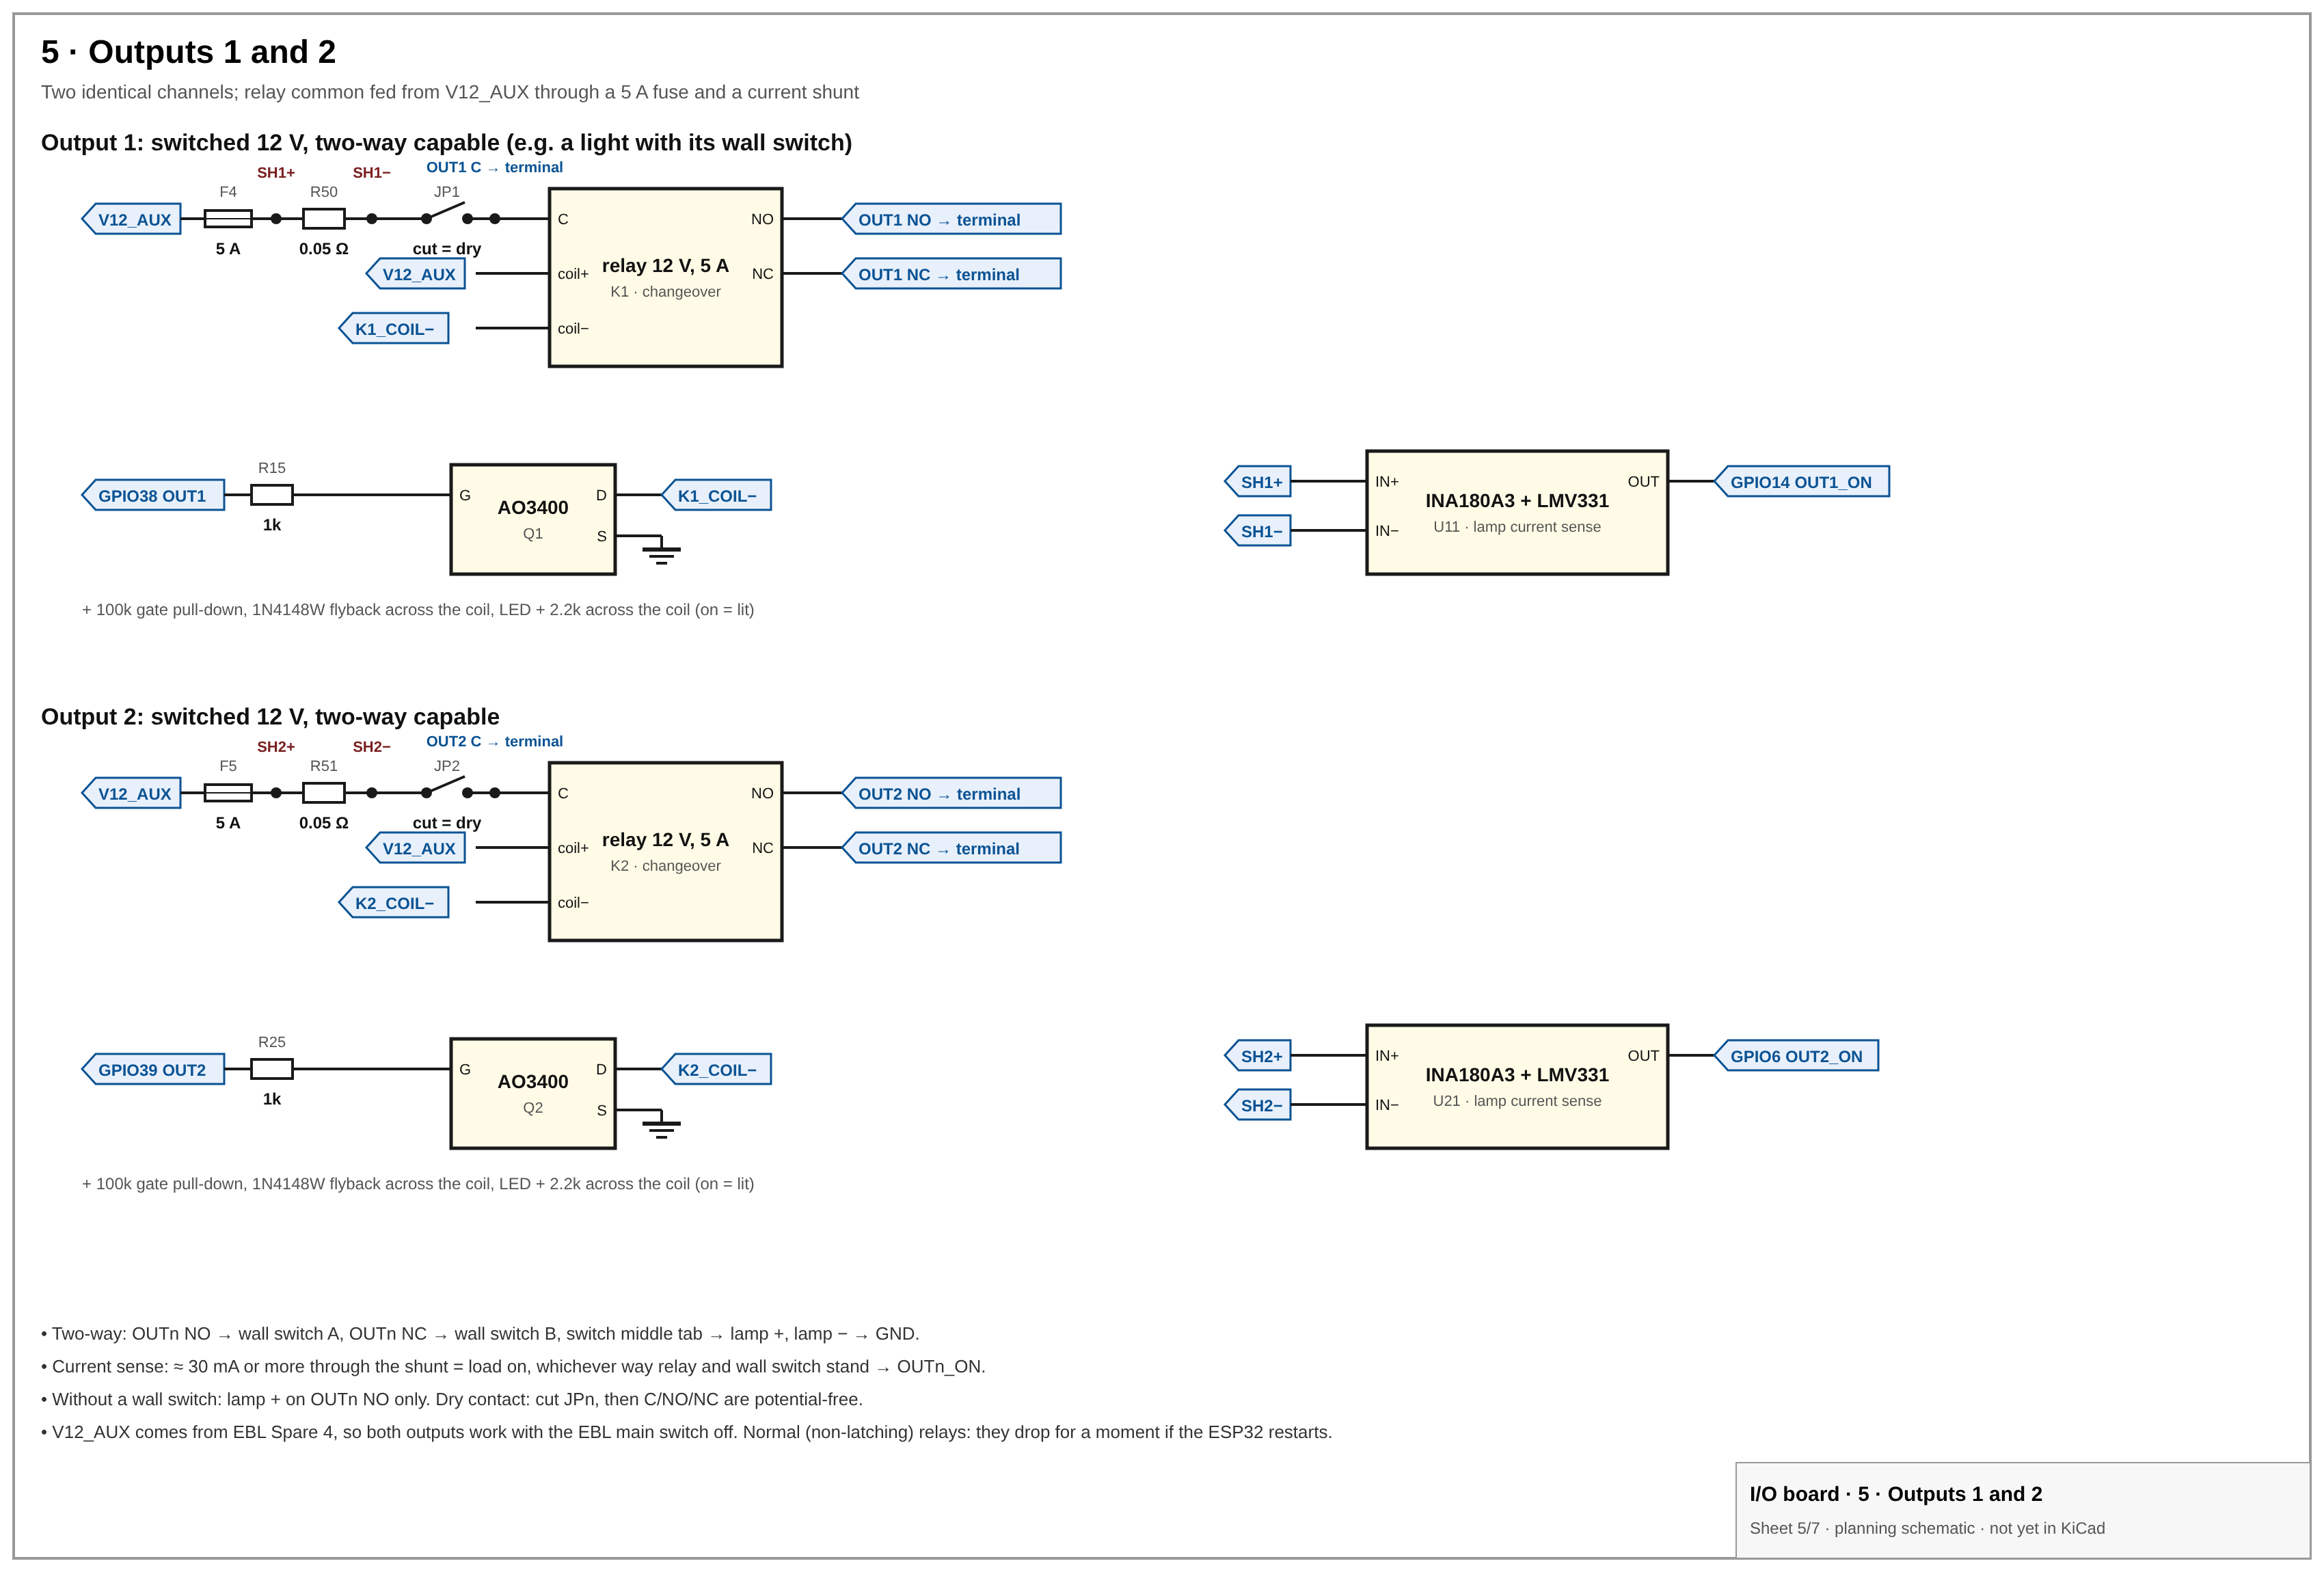 5 · Outputs 1 and 2
Two identical channels; relay common fed from V12_AUX through a 5 A fuse and a current shunt
Output 1: switched 12 V, two-way capable (e.g. a light with its wall switch)
SH1+ SH1− OUT1 C → terminal
F4 R50 JP1
V12_AUX C NO OUT1 NO → terminal
5 A 0.05 Ω cut = dry
V12_AUX coil+ relay 12 V, 5 A NC OUT1 NC → terminal
K1 · changeover
K1_COIL− coil−
R15
GPIO38 OUT1 G D K1_COIL− SH1+ IN+ OUT GPIO14 OUT1_ON
AO3400 INA180A3 + LMV331
1k Q1 S SH1− IN− U11 · lamp current sense
+ 100k gate pull-down, 1N4148W flyback across the coil, LED + 2.2k across the coil (on = lit)
Output 2: switched 12 V, two-way capable
SH2+ SH2− OUT2 C → terminal
F5 R51 JP2
V12_AUX C NO OUT2 NO → terminal
5 A 0.05 Ω cut = dry
V12_AUX coil+ relay 12 V, 5 A NC OUT2 NC → terminal
K2 · changeover
K2_COIL− coil−
R25
GPIO39 OUT2 G D K2_COIL− SH2+ IN+ OUT GPIO6 OUT2_ON
AO3400 INA180A3 + LMV331
1k Q2 S SH2− IN− U21 · lamp current sense
+ 100k gate pull-down, 1N4148W flyback across the coil, LED + 2.2k across the coil (on = lit)
• Two-way: OUTn NO → wall switch A, OUTn NC → wall switch B, switch middle tab → lamp +, lamp − → GND.
• Current sense: ≈ 30 mA or more through the shunt = load on, whichever way relay and wall switch stand → OUTn_ON.
• Without a wall switch: lamp + on OUTn NO only. Dry contact: cut JPn, then C/NO/NC are potential-free.
• V12_AUX comes from EBL Spare 4, so both outputs work with the EBL main switch off. Normal (non-latching) relays: they drop for a moment if the ESP32 restarts.
I/O board · 5 · Outputs 1 and 2
Sheet 5/7 · planning schematic · not yet in KiCad